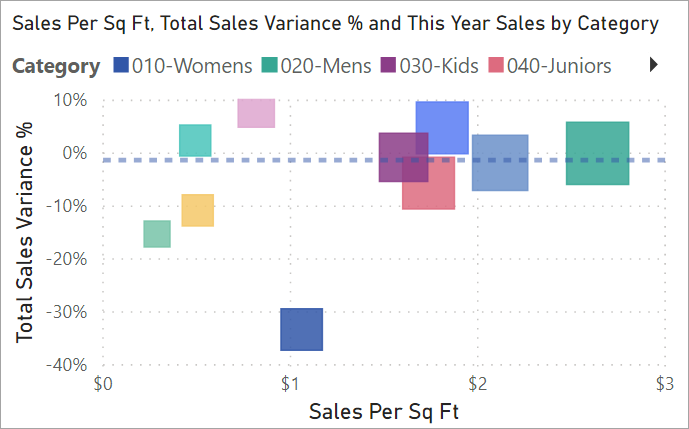 Sales Per Sq Ft, Total Sales Variance % and This Year Sales by Category
Category 010-Womens 020-Mens 030-Kids 040-Juniors
Total Sales Variance %
10%
0%
-10%
-20%
-30%
-40%
$0 $1 $2 $3
Sales Per Sq Ft